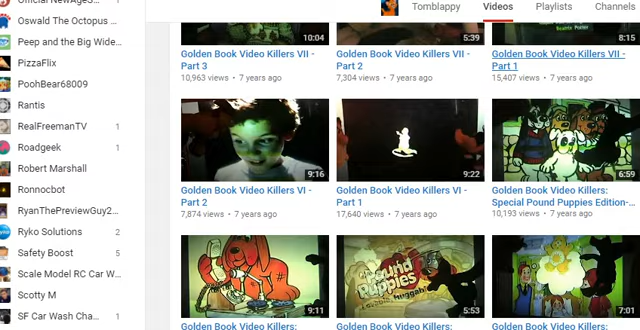 Official NewAgeS...
Oswald The Octopus ...
Peep and the Big Wide...
PizzaFlix
PoohBear68009
Rantis
RealFreemanTV 1
Roadgeek 1
Robert Marshall
Ronnocbot
RyanThePreviewGuy2...
Ryko Solutions 2
Safety Boost 5
Scale Model RC Car W...
Scotty M
SF Car Wash Cha... 1
Tomblappy Videos Playlists Channels
10:04 5:39 8:15
Golden Book Video Killers VII -
Part 3
10,963 views • 7 years ago
Golden Book Video Killers VII -
Part 2
7,304 views • 7 years ago
Golden Book Video Killers VII -
Part 1
15,407 views • 7 years ago
9:16 9:22 6:59
Golden Book Video Killers VI -
Part 2
7,874 views • 7 years ago
Golden Book Video Killers VI -
Part 1
17,640 views • 7 years ago
Golden Book Video Killers:
Special Pound Puppies Edition-...
10,193 views • 7 years ago
Pound
Puppies
9:11 5:53 7:01
Golden Book Video Killers:
Golden Book Video Killers:
Golden Book Video Killers: